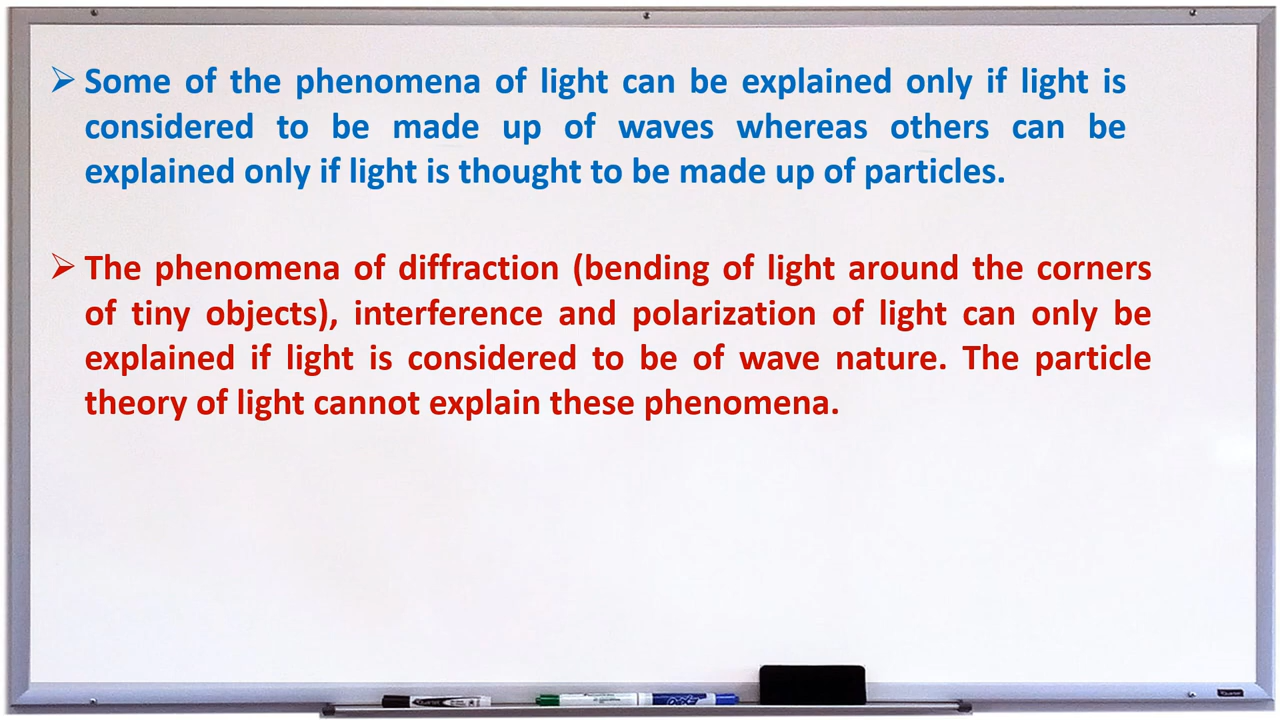 ➢ Some of the phenomena of light can be explained only if light is
considered to be made up of waves whereas others can be
explained only if light is thought to be made up of particles.
➢ The phenomena of diffraction (bending of light around the corners
of tiny objects), interference and polarization of light can only be
explained if light is considered to be of wave nature. The particle
theory of light cannot explain these phenomena.